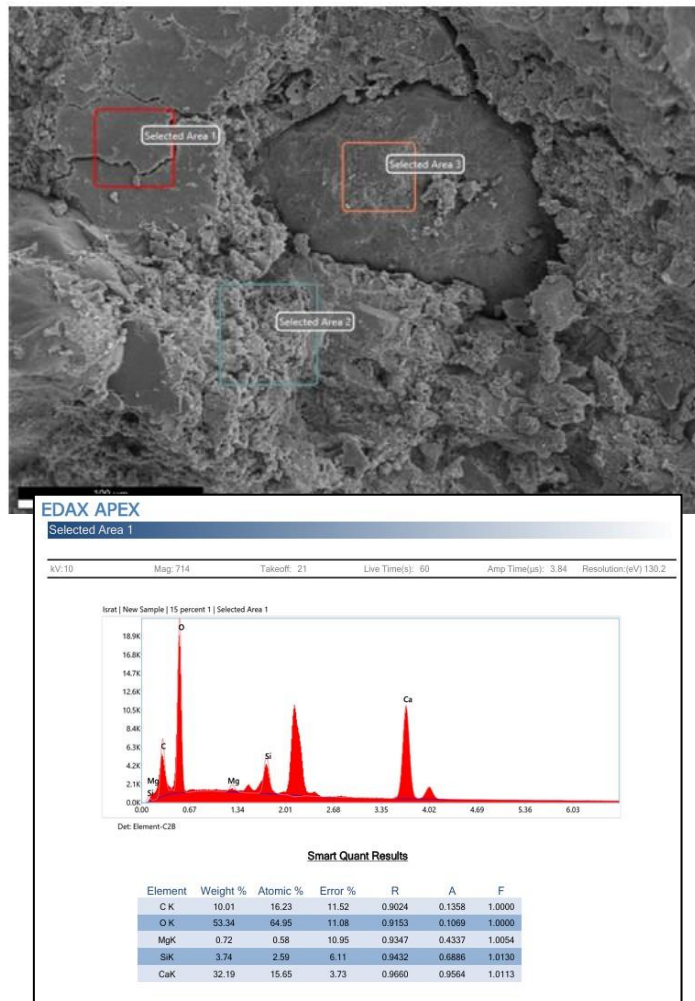 Selected Area 1
Selected Area 3
Selected Area 2
EDAX APEX
Selected Area 1
kV:10 Mag: 714 Takeoff: 21 Live Time(s): 60 Amp Time(µs): 3.84 Resolution:(eV) 130.2
Israt | New Sample | 15 percent 1 | Selected Area 1
18.9K
16.8K
14.7K
12.6K
10.5K
8.4K
6.3K
4.2K
2.1K
0.0K
O
C
Mg
Si
Mg
Si
Ca
0.00 0.67 1.34 2.01 2.68 3.35 4.02 4.69 5.36 6.03
Det: Element-C2B
Smart Quant Results
Element Weight % Atomic % Error % R A F
C K 10.01 16.23 11.52 0.9024 0.1358 1.0000
O K 53.34 64.95 11.08 0.9153 0.1069 1.0000
MgK 0.72 0.58 10.95 0.9347 0.4337 1.0054
SiK 3.74 2.59 6.11 0.9432 0.6886 1.0130
CaK 32.19 15.65 3.73 0.9660 0.9564 1.0113